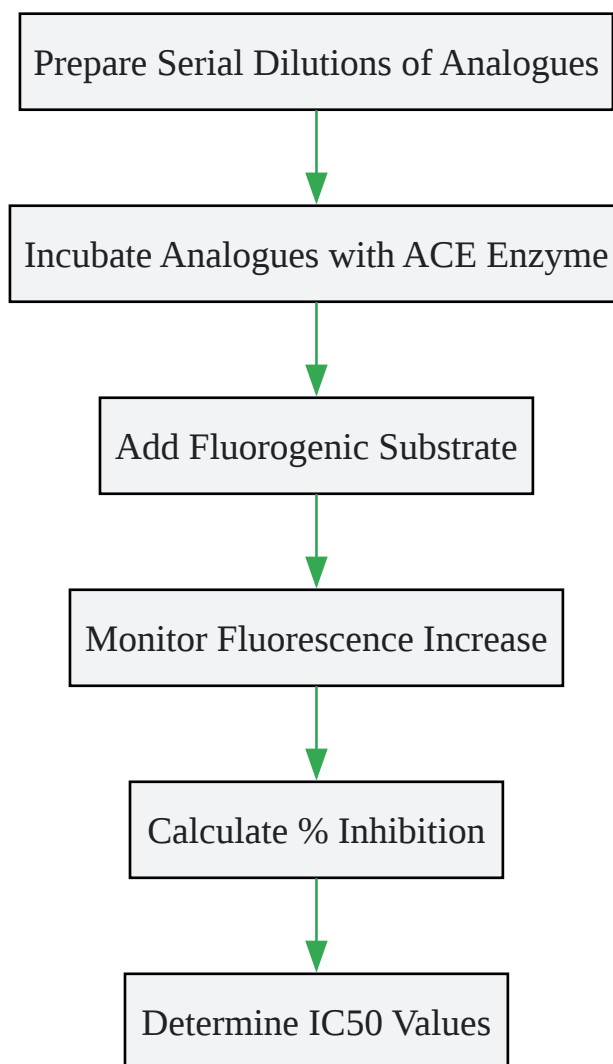 Prepare Serial Dilutions of Analogues
Incubate Analogues with ACE Enzyme
Add Fluorogenic Substrate
Monitor Fluorescence Increase
Calculate % Inhibition
Determine IC50 Values